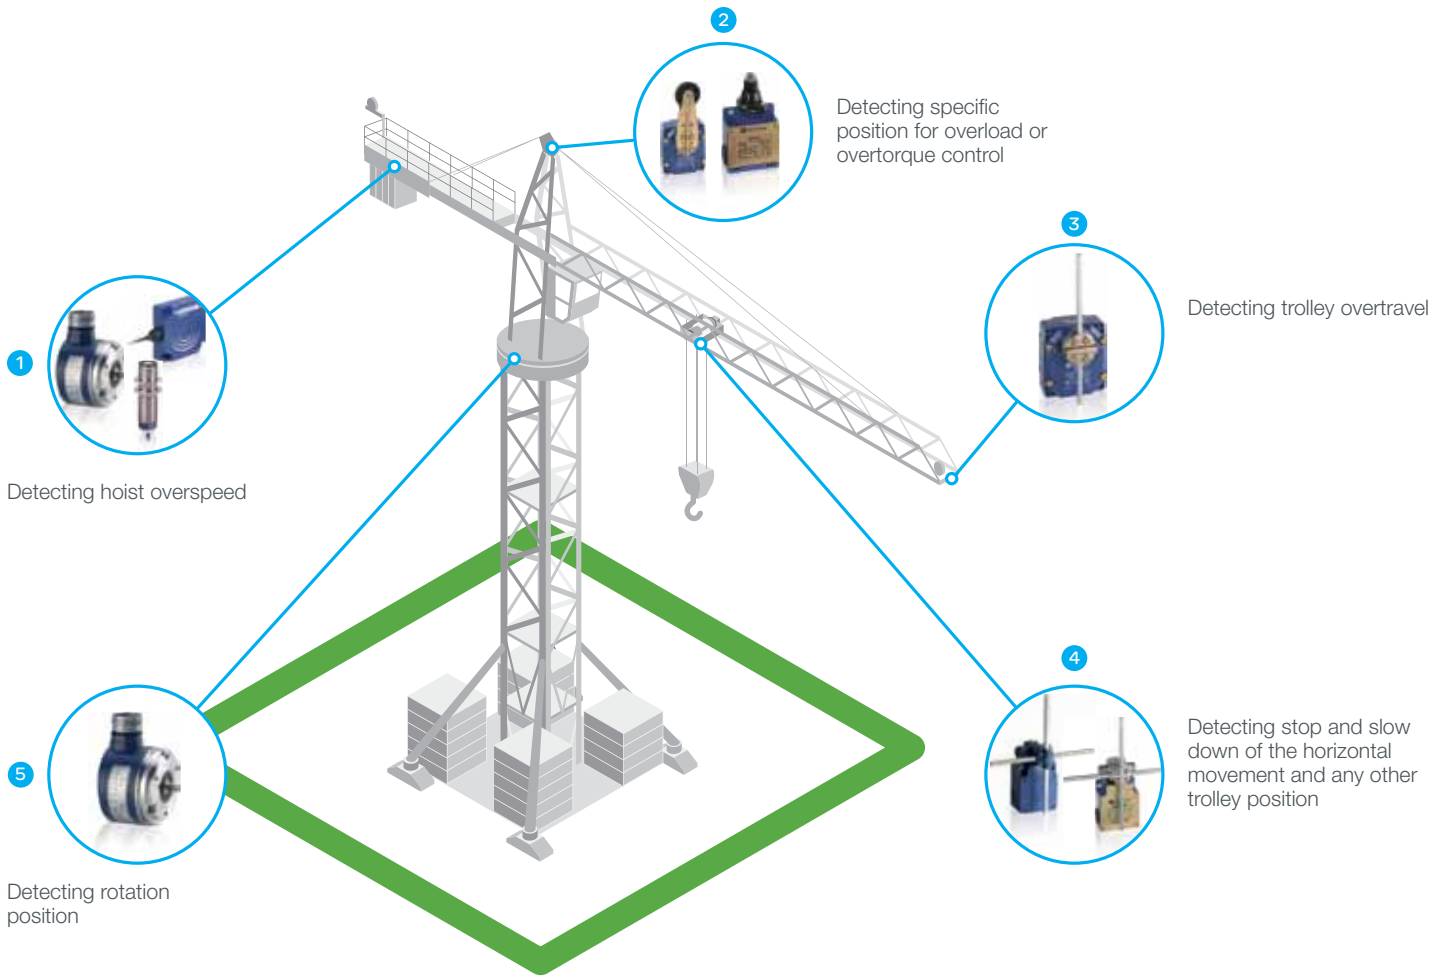 1
Detecting hoist overspeed
2
Detecting specific
position for overload or
overtorque control
3
Detecting trolley overtravel
4
Detecting stop and slow
down of the horizontal
movement and any other
trolley position
5
Detecting rotation
position